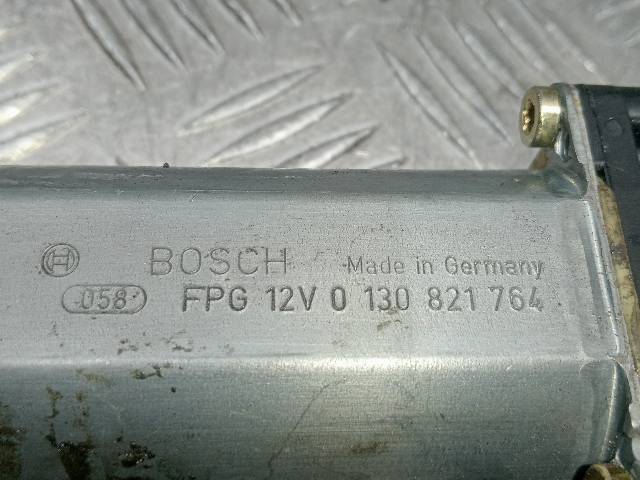 BOSCH Made in Germany
058 FPG 12V 0 130 821 764